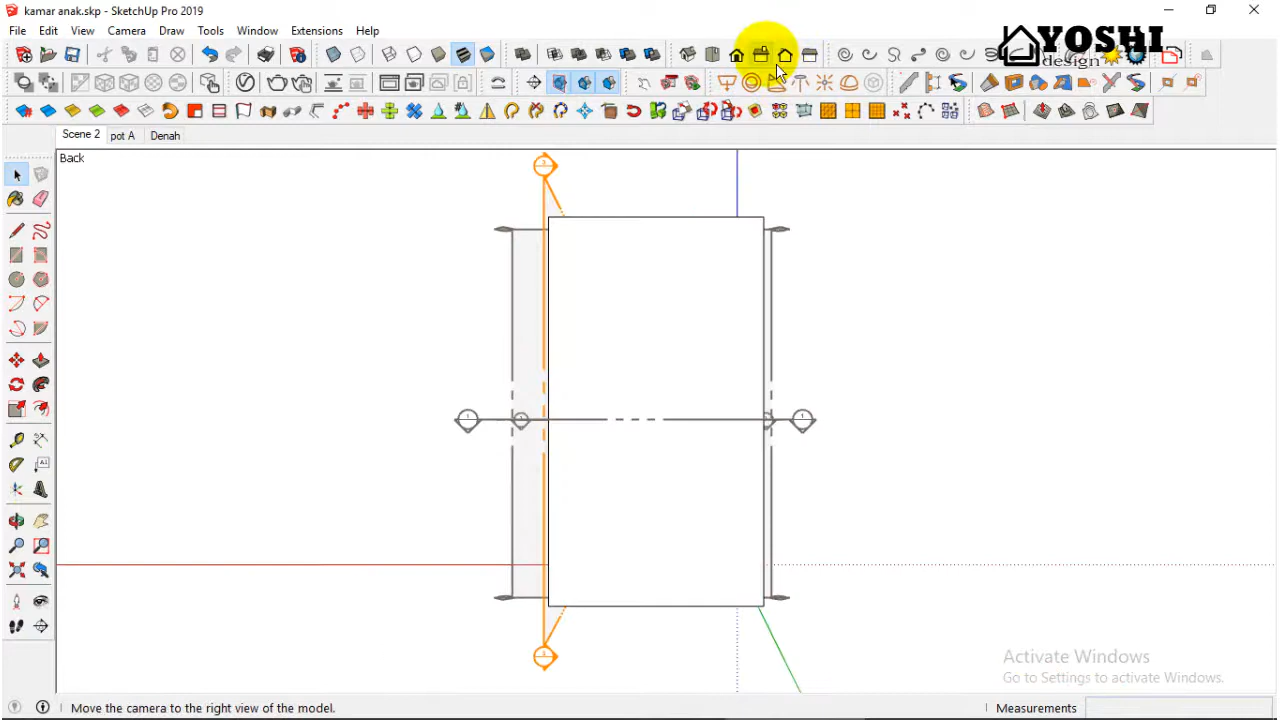 kamar anak.skp - SketchUp Pro 2019
File Edit View Camera Draw Tools Window Extensions Help
YOSHI
design
Scene 2 pot A Denah
Back
Activate Windows
Go to Settings to activate Windows.
Move the camera to the right view of the model.
Measurements